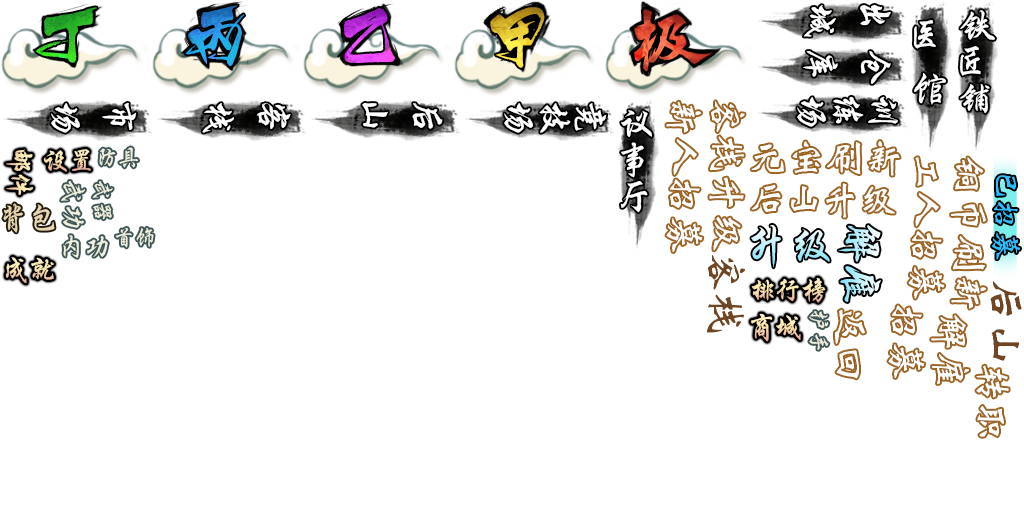 丁
丙
乙
甲
极
出城
仓库
训练场
医馆
铁匠铺
市场
客栈
后山
竞技场
议事厅
新人招募
客栈升级
元宝刷新
后山升级
工人招募
铜币刷新
已招募
邮件
设置
防具
武功
武器
背包
内功
首饰
成就
升级
解雇
客栈
排行榜
商城
护手
返回
招募
解雇
后山
转职